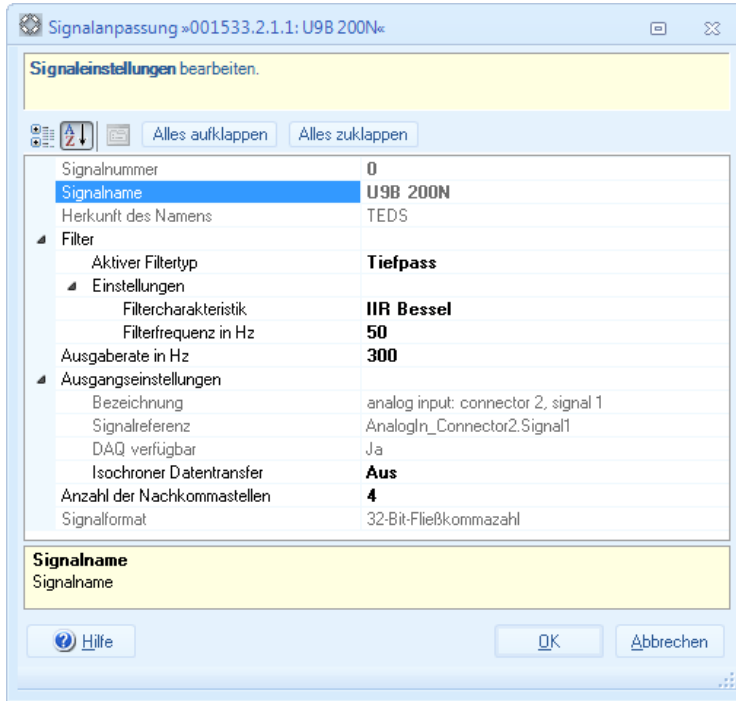 Signalanpassung »001533.2.1.1: U9B 200N«
Signaleinstellungen bearbeiten.
Alles aufklappen Alles zuklappen
Signalnummer 0
Signalname U9B 200N
Herkunft des Namens TEDS
Filter
Aktiver Filtertyp Tiefpass
Einstellungen
Filtercharakteristik IIR Bessel
Filterfrequenz in Hz 50
Ausgaberate in Hz 300
Ausgangseinstellungen
Bezeichnung analog input: connector 2, signal 1
Signalreferenz AnalogIn_Connector2.Signal1
DAQ verfügbar Ja
Isochroner Datentransfer Aus
Anzahl der Nachkommastellen 4
Signalformat 32-Bit-Fließkommazahl
Signalname
Signalname
Hilfe OK Abbrechen